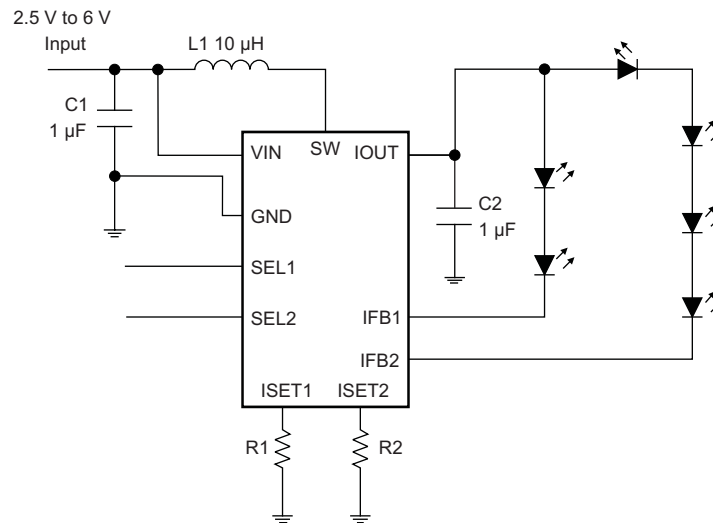 2.5 V to 6 V
Input
L1 10 µH
C1
1 µF
VIN
SW
IOUT
GND
C2
1 µF
SEL1
SEL2
IFB1
IFB2
ISET1
ISET2
R1
R2